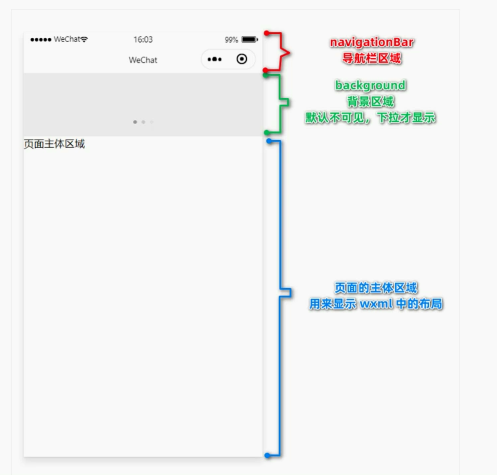 ●●●●● WeChat
16:03
99%
WeChat
页面主体区域
navigationBar
导航栏区域
background
背景区域
默认不可见，下拉才显示
页面的主体区域
用来显示 wxml 中的布局